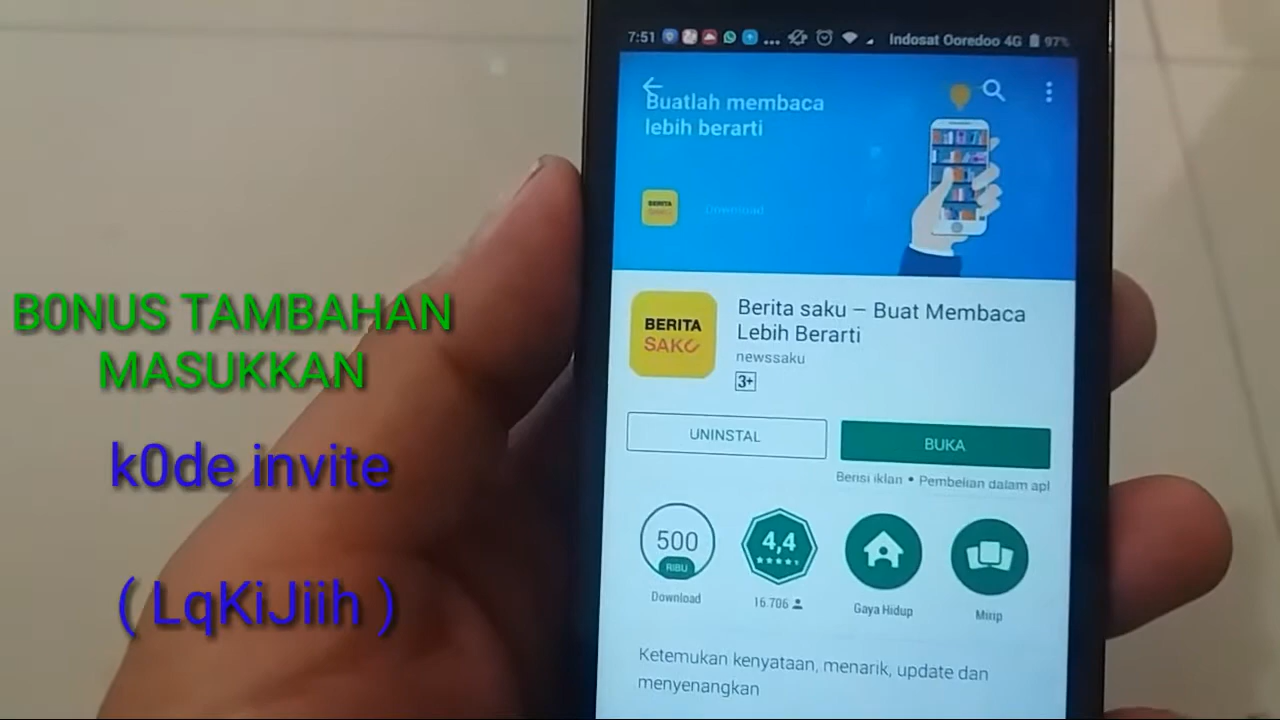 B0NUS TAMBAHAN
MASUKKAN
k0de invite
( LqKiJiih )
7:51
... Indosat Ooredoo 4G 97%
Buatlah membaca
lebih berarti
BERITA
SAKU
Download
BERITA
SAKU
Berita saku – Buat Membaca
Lebih Berarti
newssaku
3+
UNINSTAL
BUKA
Berisi iklan • Pembelian dalam apl
500
RIBU
Download
4,4
16.706
Gaya Hidup
Mirip
Ketemukan kenyataan, menarik, update dan
menyenangkan